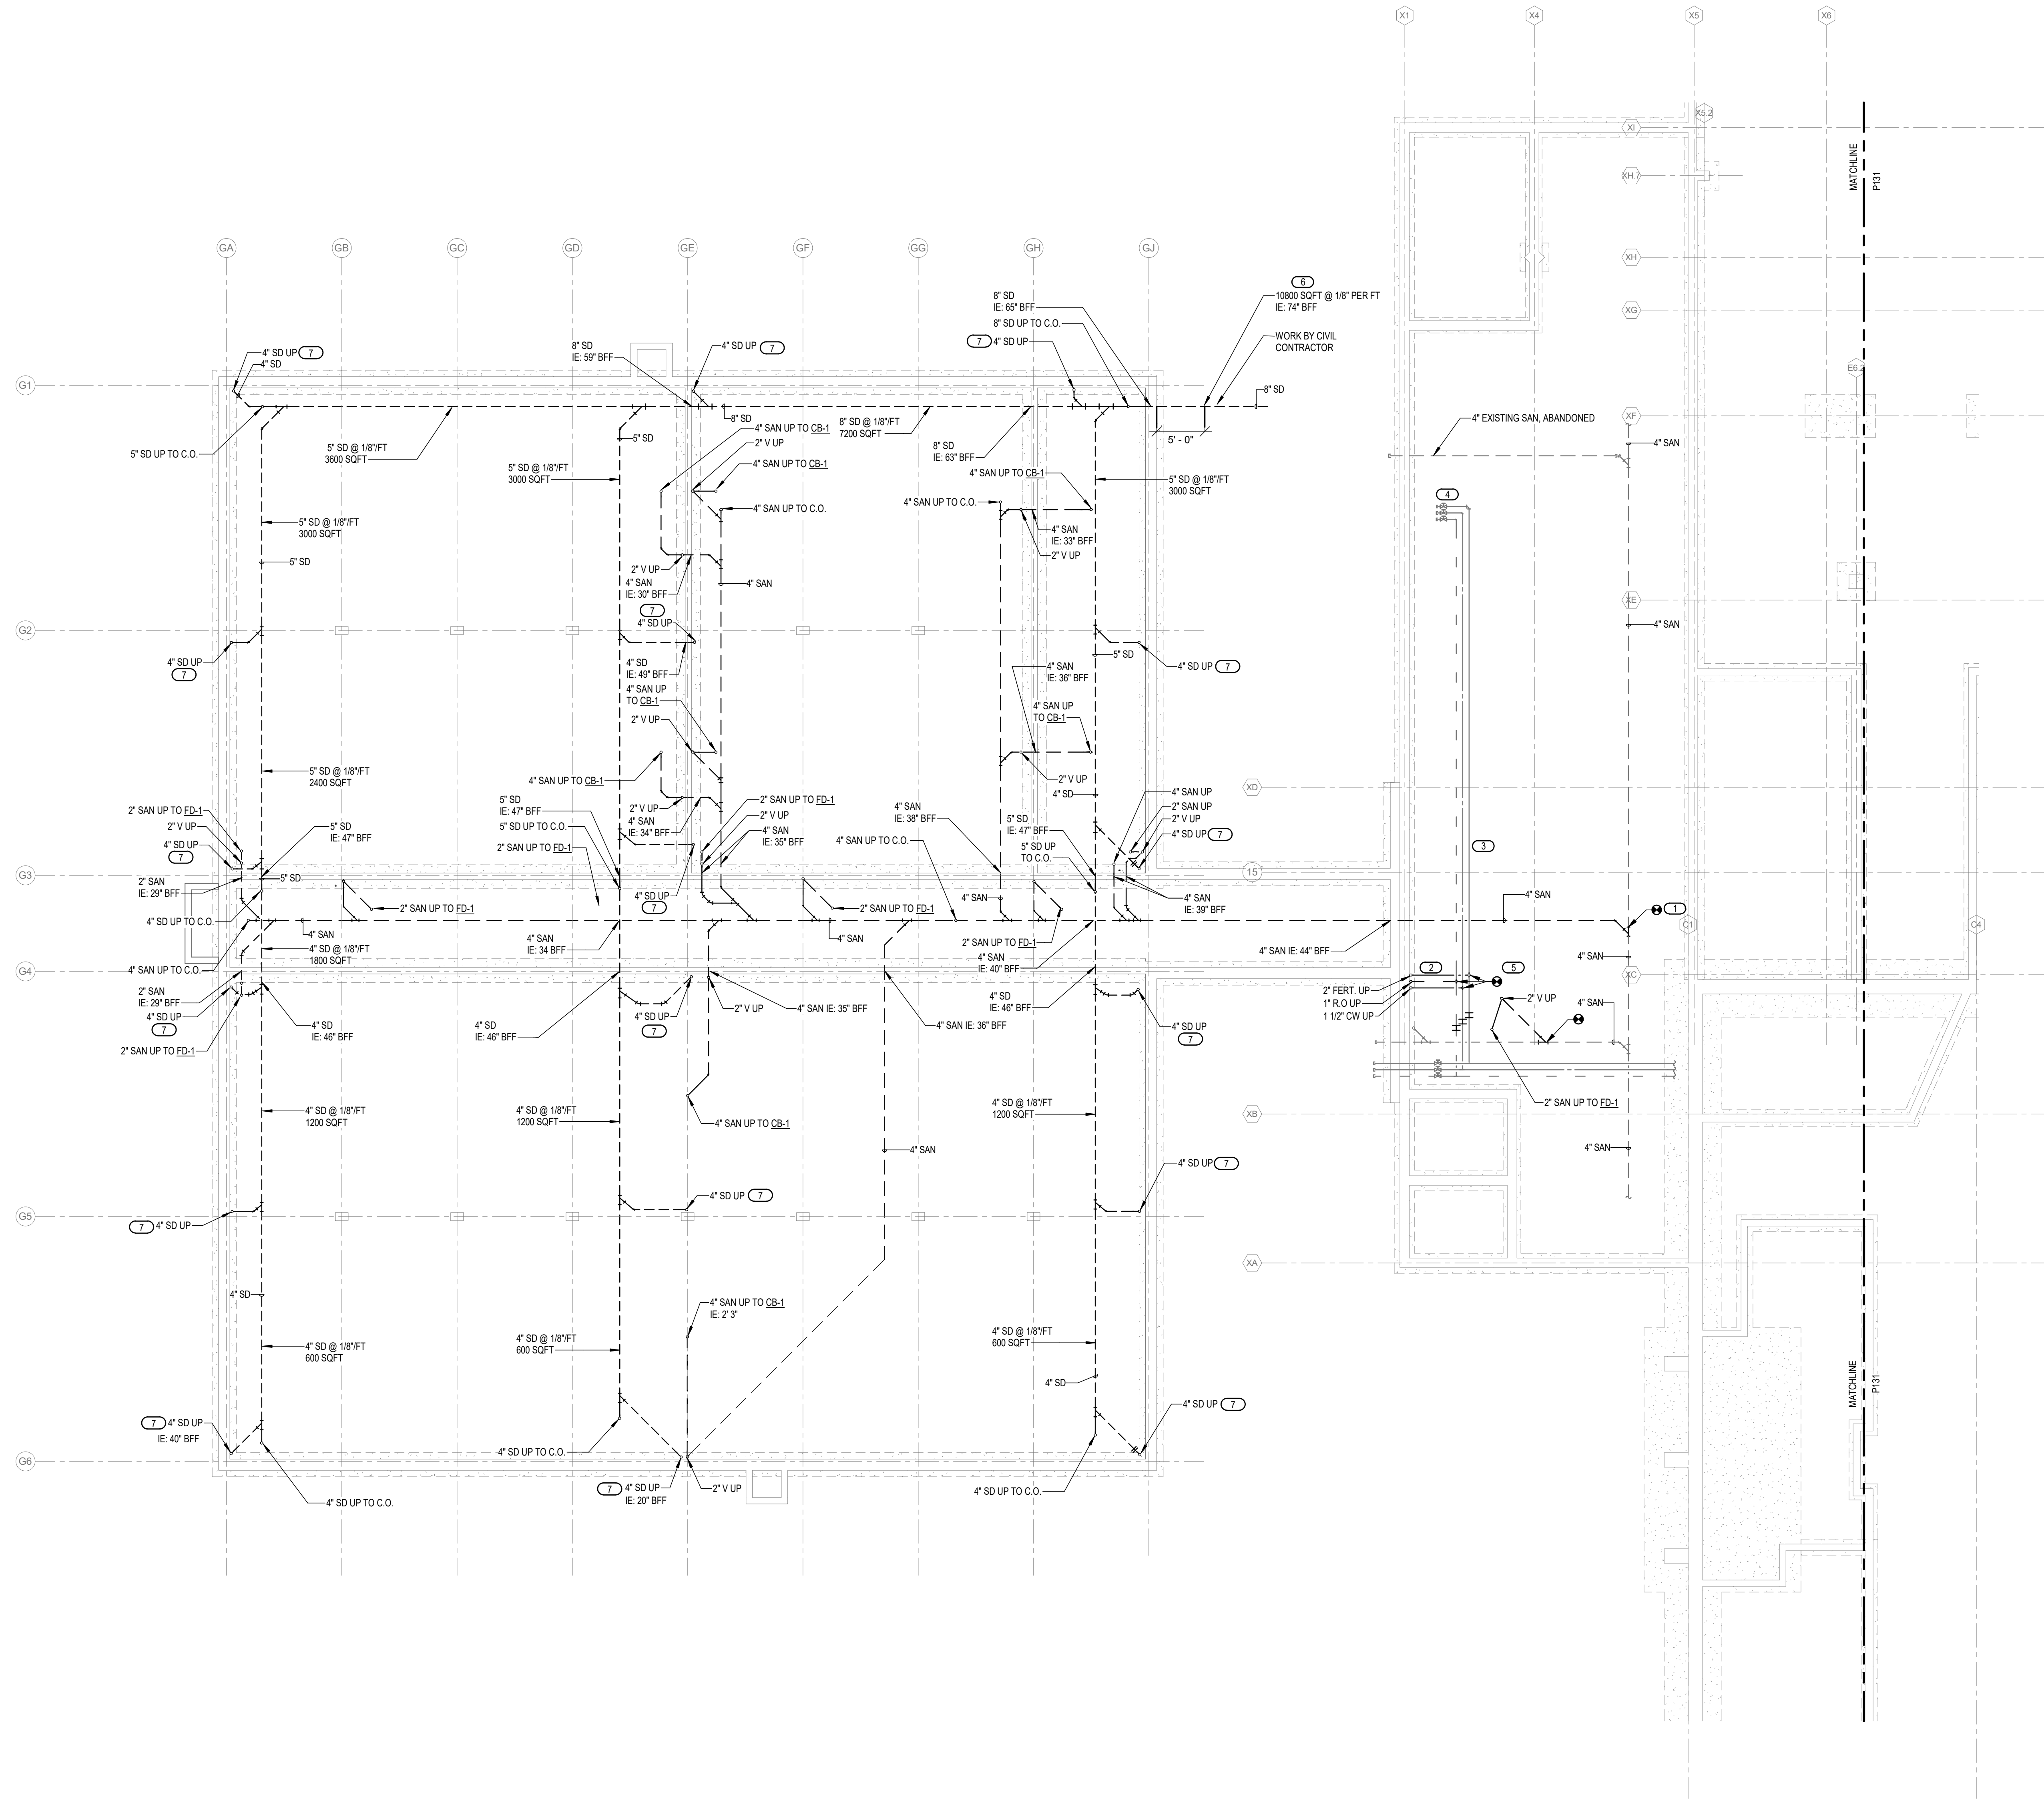 X1
X4
X5
X6
X5.2
XI
MATCHLINE
P131
XH.7
GA
GB
GC
GD
GE
GF
GG
GH
GJ
XH
6
10800 SQFT @ 1/8" PER FT
IE: 74" BFF
8" SD
IE: 65" BFF
8" SD UP TO C.O.
XG
WORK BY CIVIL
CONTRACTOR
7
4" SD UP
8" SD
IE: 59" BFF
4" SD UP
7
4" SD UP
7
4" SD
E6.2
G1
8" SD
XF
4" EXISTING SAN, ABANDONED
8" SD
8" SD @ 1/8"/FT
7200 SQFT
4" SAN UP TO CB-1
2" V UP
5' - 0"
5" SD
4" SAN
5" SD UP TO C.O.
5" SD @ 1/8"/FT
3600 SQFT
8" SD
IE: 63" BFF
4" SAN UP TO CB-1
5" SD @ 1/8"/FT
3000 SQFT
4" SAN UP TO CB-1
5" SD @ 1/8"/FT
3000 SQFT
4
4" SAN UP TO C.O.
4" SAN UP TO C.O.
5" SD @ 1/8"/FT
3000 SQFT
4" SAN
IE: 33" BFF
2" V UP
5" SD
2" V UP
4" SAN
IE: 30" BFF
4" SAN
XE
7
4" SD UP
4" SAN
G2
4" SD UP
7
4" SD
IE: 49" BFF
5" SD
4" SAN
IE: 36" BFF
4" SD UP
7
4" SAN UP
TO CB-1
2" V UP
4" SAN UP
TO CB-1
5" SD @ 1/8"/FT
2400 SQFT
4" SAN UP TO CB-1
2" V UP
4" SD
XD
4" SAN UP
2" SAN UP
2" V UP
4" SD UP
7
2" SAN UP TO FD-1
2" V UP
4" SD UP
7
5" SD
IE: 47" BFF
5" SD
IE: 47" BFF
5" SD UP TO C.O.
2" SAN UP TO FD-1
2" V UP
4" SAN
IE: 34" BFF
2" SAN UP TO FD-1
2" V UP
4" SAN
IE: 35" BFF
4" SAN
IE: 38" BFF
4" SAN UP TO C.O.
5" SD
IE: 47" BFF
5" SD UP
TO C.O.
3
G3
15
2" SAN
IE: 29" BFF
5" SD
4" SD UP
7
4" SAN
4" SAN
IE: 39" BFF
4" SAN
1
4" SD UP TO C.O.
2" SAN UP TO FD-1
2" SAN UP TO FD-1
C1
C4
4" SAN
4" SD @ 1/8"/FT
1800 SQFT
4" SAN
IE: 34 BFF
4" SAN
2" SAN UP TO FD-1
4" SAN
IE: 40" BFF
4" SAN IE: 44" BFF
4" SAN
4" SAN UP TO C.O.
G4
2
5
XC
2" SAN
IE: 29" BFF
4" SD UP
7
2" SAN UP TO FD-1
4" SD
IE: 46" BFF
4" SD
IE: 46" BFF
4" SD UP
7
2" V UP
4" SAN IE: 35" BFF
4" SAN IE: 36" BFF
4" SD
IE: 46" BFF
4" SD UP
7
2" FERT. UP
1" R.O UP
1 1/2" CW UP
2" V UP
4" SAN
2" SAN UP TO FD-1
XB
4" SD @ 1/8"/FT
1200 SQFT
4" SD @ 1/8"/FT
1200 SQFT
4" SAN UP TO CB-1
4" SD @ 1/8"/FT
1200 SQFT
4" SAN
4" SAN
4" SD UP
7
4" SD UP
7
G5
7
4" SD UP
XA
4" SD
4" SAN UP TO CB-1
IE: 2' 3"
4" SD @ 1/8"/FT
600 SQFT
4" SD @ 1/8"/FT
600 SQFT
4" SD @ 1/8"/FT
600 SQFT
4" SD
MATCHLINE
P131
4" SD UP
7
7
4" SD UP
IE: 40" BFF
4" SD UP TO C.O.
G6
7
4" SD UP
IE: 20" BFF
2" V UP
4" SD UP TO C.O.
4" SD UP TO C.O.